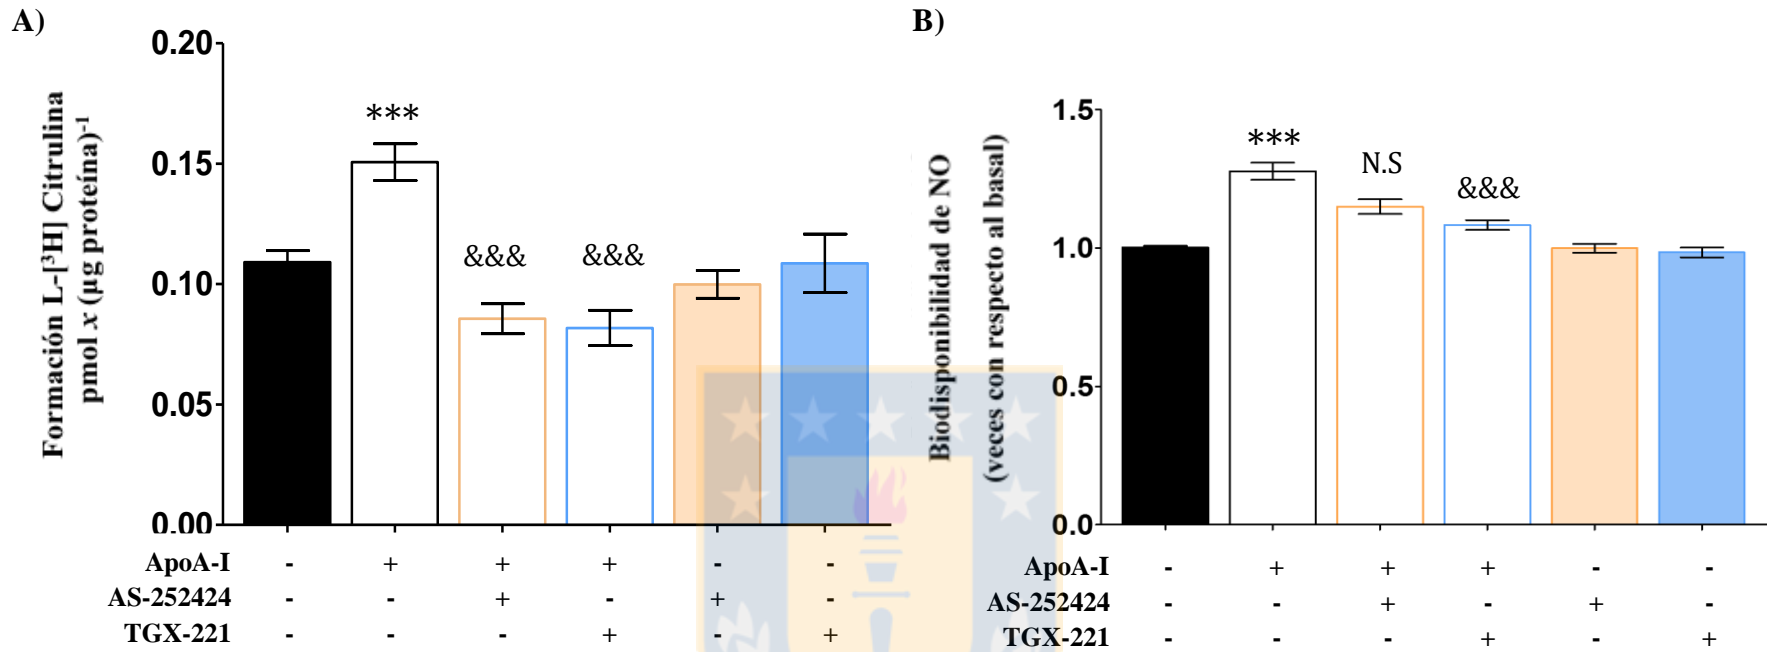 A)
Formación L-[³H] Citrulina
pmol x (µg proteína)⁻¹
0.20
0.15
0.10
0.05
0.00
***
&&&
&&&
ApoA-I - + + + - -
AS-252424 - - + - + -
TGX-221 - - - + - +
B)
Biodisponibilidad de NO
(veces con respecto al basal)
1.5
1.0
0.5
0.0
***
N.S
&&&
ApoA-I - + + + - -
AS-252424 - - + - + -
TGX-221 - - - + - +